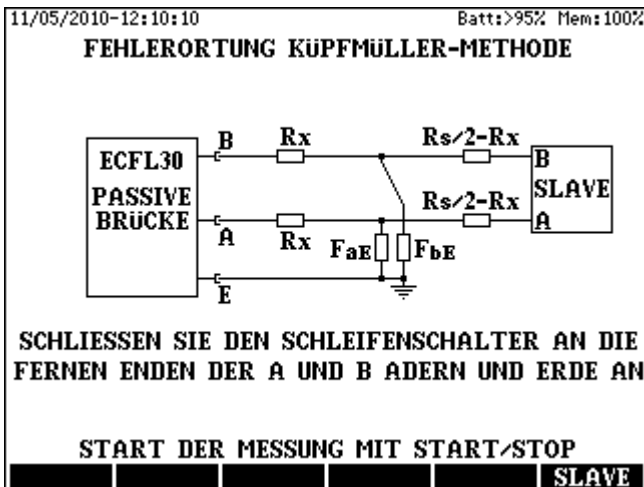 11/05/2010-12:10:10 Batt:>95% Mem:100%
FEHLERORTUNG KüPFMüLLER-METHODE
B Rx Rs/2-Rx
ECFL30 B
PASSIVE SLAVE
BRüCKE Rs/2-Rx
A Rx A
FaE FbE
E
SCHLIESSEN SIE DEN SCHLEIFENSCHALTER AN DIE
FERNEN ENDEN DER A UND B ADERN UND ERDE AN
START DER MESSUNG MIT START/STOP
SLAVE